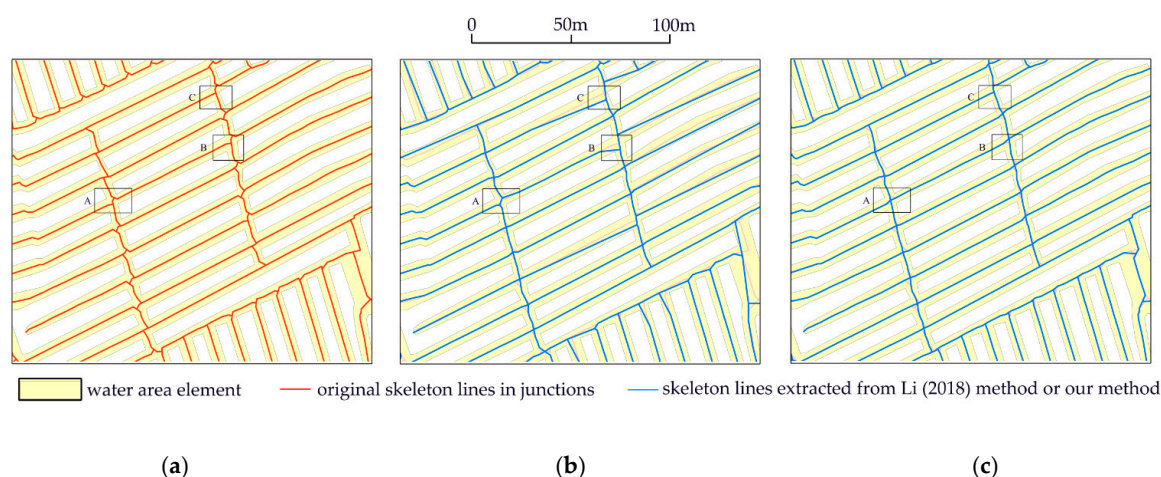 0 50m 100m
C
B
A
C
B
A
C
B
A
water area element original skeleton lines in junctions skeleton lines extracted from Li (2018) method or our method
(a) (b) (c)